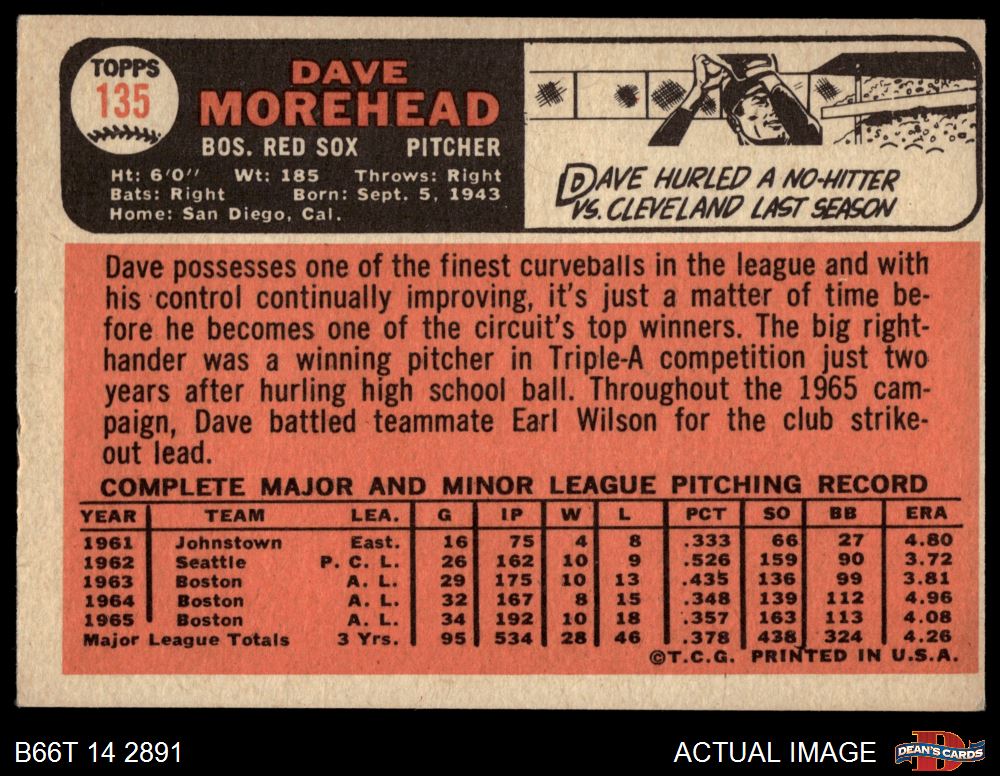 TOPPS
135
DAVE
MOREHEAD
BOS. RED SOX PITCHER
Ht: 6'0" Wt: 185 Throws: Right
Bats: Right Born: Sept. 5, 1943
Home: San Diego, Cal.
DAVE HURLED A NO-HITTER
VS. CLEVELAND LAST SEASON
Dave possesses one of the finest curveballs in the league and with
his control continually improving, it's just a matter of time be-
fore he becomes one of the circuit's top winners. The big right-
hander was a winning pitcher in Triple-A competition just two
years after hurling high school ball. Throughout the 1965 cam-
paign, Dave battled teammate Earl Wilson for the club strike-
out lead.
COMPLETE MAJOR AND MINOR LEAGUE PITCHING RECORD
YEAR TEAM LEA. G IP W L PCT SO BB ERA
1961 Johnstown East. 16 75 4 8 .333 66 27 4.80
1962 Seattle P. C. L. 26 162 10 9 .526 159 90 3.72
1963 Boston A. L. 29 175 10 13 .435 136 99 3.81
1964 Boston A. L. 32 167 8 15 .348 139 112 4.96
1965 Boston A. L. 34 192 10 18 .357 163 113 4.08
Major League Totals 3 Yrs. 95 534 28 46 .378 438 324 4.26
©T.C.G. PRINTED IN U.S.A.
B66T 14 2891
ACTUAL IMAGE
D
DEAN'S CARDS